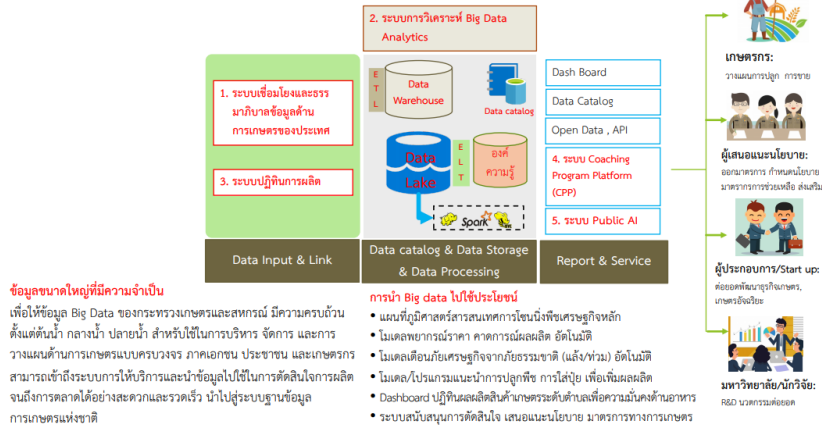 2. ระบบการวิเคราะห์ Big Data
Analytics
1. ระบบเชื่อมโยงและธรร
มาภิบาลข้อมูลด้าน
การเกษตรของประเทศ
3. ระบบปฏิทินการผลิต
Data Input & Link
E
T
L
Data
Warehouse
Data catalog
Data
Lake
E
L
T
องค์
ความรู้
Spark
Data catalog & Data Storage
& Data Processing
Dash Board
Data Catalog
Open Data , API
4. ระบบ Coaching
Program Platform
(CPP)
5. ระบบ Public AI
Report & Service
เกษตรกร:
วางแผนการปลูก การขาย
ผู้เสนอแนะนโยบาย:
ออกมาตรการ กำหนดนโยบาย
มาตรากรการช่วยเหลือ ส่งเสริม
ผู้ประกอบการ/Start up:
ต่อยอดพัฒนาธุรกิจเกษตร,
เกษตรอัจฉริยะ
มหาวิทยาลัย/นักวิจัย:
R&D นวตกรรมต่อยอด
ข้อมูลขนาดใหญ่ที่มีความจำเป็น
เพื่อให้ข้อมูล Big Data ของกระทรวงเกษตรและสหกรณ์ มีความครบถ้วน
ตั้งแต่ต้นน้ำ กลางน้ำ ปลายน้ำ สำหรับใช้ในการบริหาร จัดการ และการ
วางแผนด้านการเกษตรแบบครบวงจร ภาคเอกชน ประชาชน และเกษตรกร
สามารถเข้าถึงระบบการให้บริการและนำข้อมูลไปใช้ในการตัดสินใจการผลิต
จนถึงการตลาดได้อย่างสะดวกและรวดเร็ว นำไปสู่ระบบฐานข้อมูล
การเกษตรแห่งชาติ
การนำ Big data ไปใช้ประโยชน์
• แผนที่ภูมิศาสตร์สารสนเทศการโซนนิ่งพืชเศรษฐกิจหลัก
• โมเดลพยากรณ์ราคา คาดการณ์ผลผลิต อัตโนมัติ
• โมเดลเตือนภัยเศรษฐกิจจากภัยธรรมชาติ (แล้ง/ท่วม) อัตโนมัติ
• โมเดล/โปรแกรมแนะนำการปลูกพืช การใส่ปุ๋ย เพื่อเพิ่มผลผลิต
• Dashboard ปฏิทินผลผลิตสินค้าเกษตรระดับตำบลเพื่อความมั่นคงด้านอาหาร
• ระบบสนับสนุนการตัดสินใจ เสนอแนะนโยบาย มาตรการทางการเกษตร